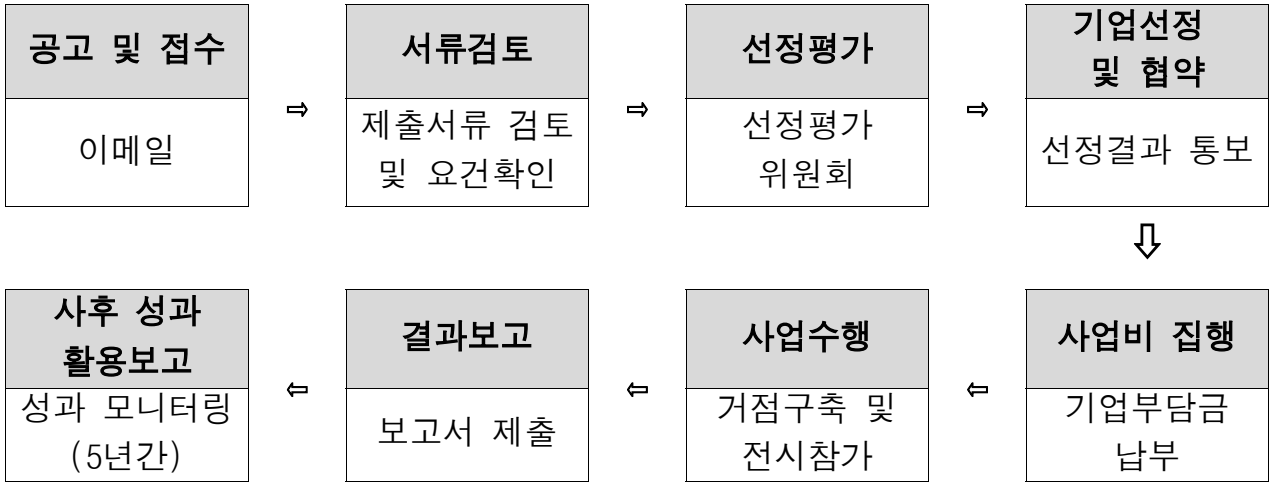 공고 및 접수
이메일
⇨
서류검토
제출서류 검토
및 요건확인
⇨
선정평가
선정평가
위원회
⇨
기업선정
및 협약
선정결과 통보
⇩
사업비 집행
기업부담금
납부
⇦
사업수행
거점구축 및
전시참가
⇦
결과보고
보고서 제출
⇦
사후 성과
활용보고
성과 모니터링
(5년간)